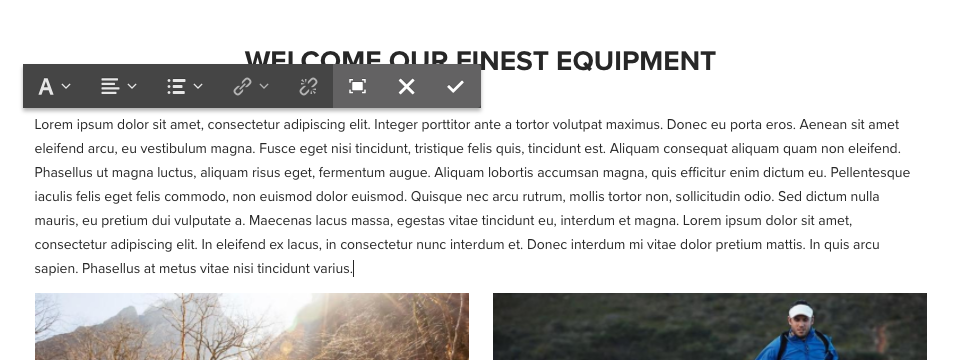 WELCOME OUR FINEST EQUIPMENT
A
Lorem ipsum dolor sit amet, consectetur adipiscing elit. Integer porttitor ante a tortor volutpat maximus. Donec eu porta eros. Aenean sit amet
eleifend arcu, eu vestibulum magna. Fusce eget nisi tincidunt, tristique felis quis, tincidunt est. Aliquam consequat aliquam quam non eleifend.
Phasellus ut magna luctus, aliquam risus eget, fermentum augue. Aliquam lobortis accumsan magna, quis efficitur enim dictum eu. Pellentesque
iaculis felis eget felis commodo, non euismod dolor euismod. Quisque nec arcu rutrum, mollis tortor non, sollicitudin odio. Sed dictum nulla
mauris, eu pretium dui vulputate a. Maecenas lacus massa, egestas vitae tincidunt eu, interdum et magna. Lorem ipsum dolor sit amet,
consectetur adipiscing elit. In eleifend ex lacus, in consectetur nunc interdum et. Donec interdum mi vitae dolor pretium mattis. In quis arcu
sapien. Phasellus at metus vitae nisi tincidunt varius.